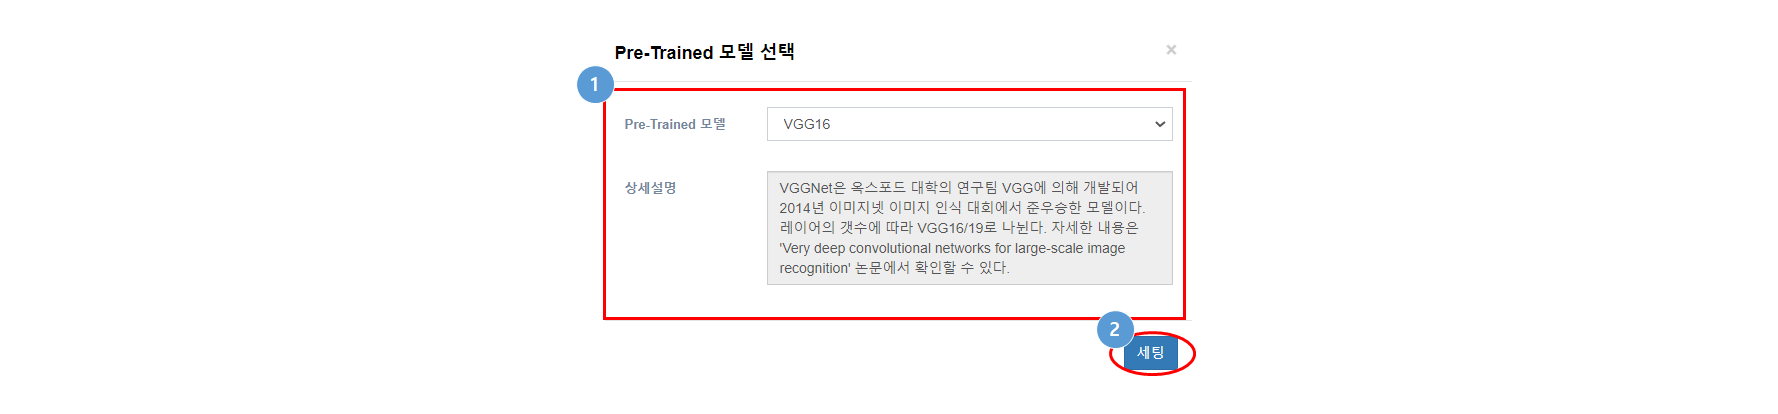 Pre-Trained 모델 선택
×
1
Pre-Trained 모델
VGG16
상세설명
VGGNet은 옥스포드 대학의 연구팀 VGG에 의해 개발되어
2014년 이미지넷 이미지 인식 대회에서 준우승한 모델이다.
레이어의 갯수에 따라 VGG16/19로 나뉜다. 자세한 내용은
'Very deep convolutional networks for large-scale image
recognition' 논문에서 확인할 수 있다.
2
세팅